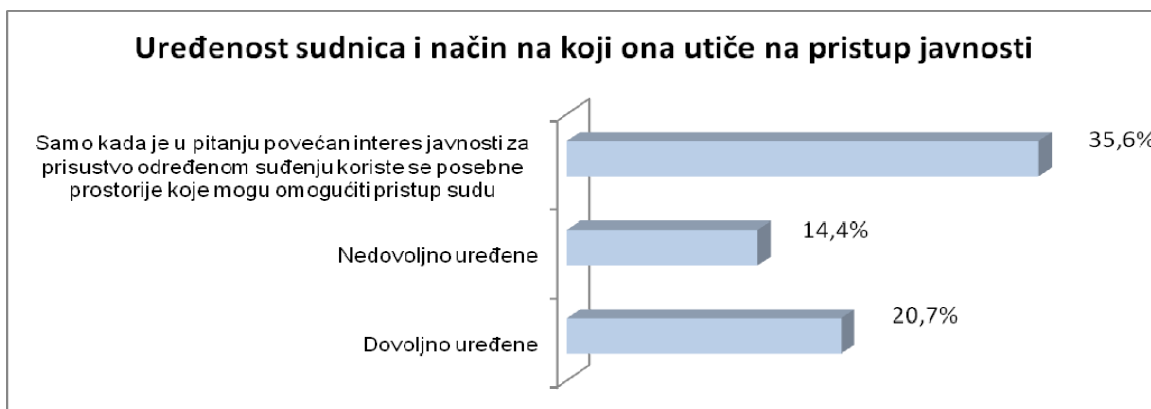 Uređenost sudnica i način na koji ona utiče na pristup javnosti
Samo kada je u pitanju povećan interes javnosti za
prisustvo određenom suđenju koriste se posebne
prostorije koje mogu omogućiti pristup sudu
35,6%
Nedovoljno uređene
14,4%
Dovoljno uređene
20,7%